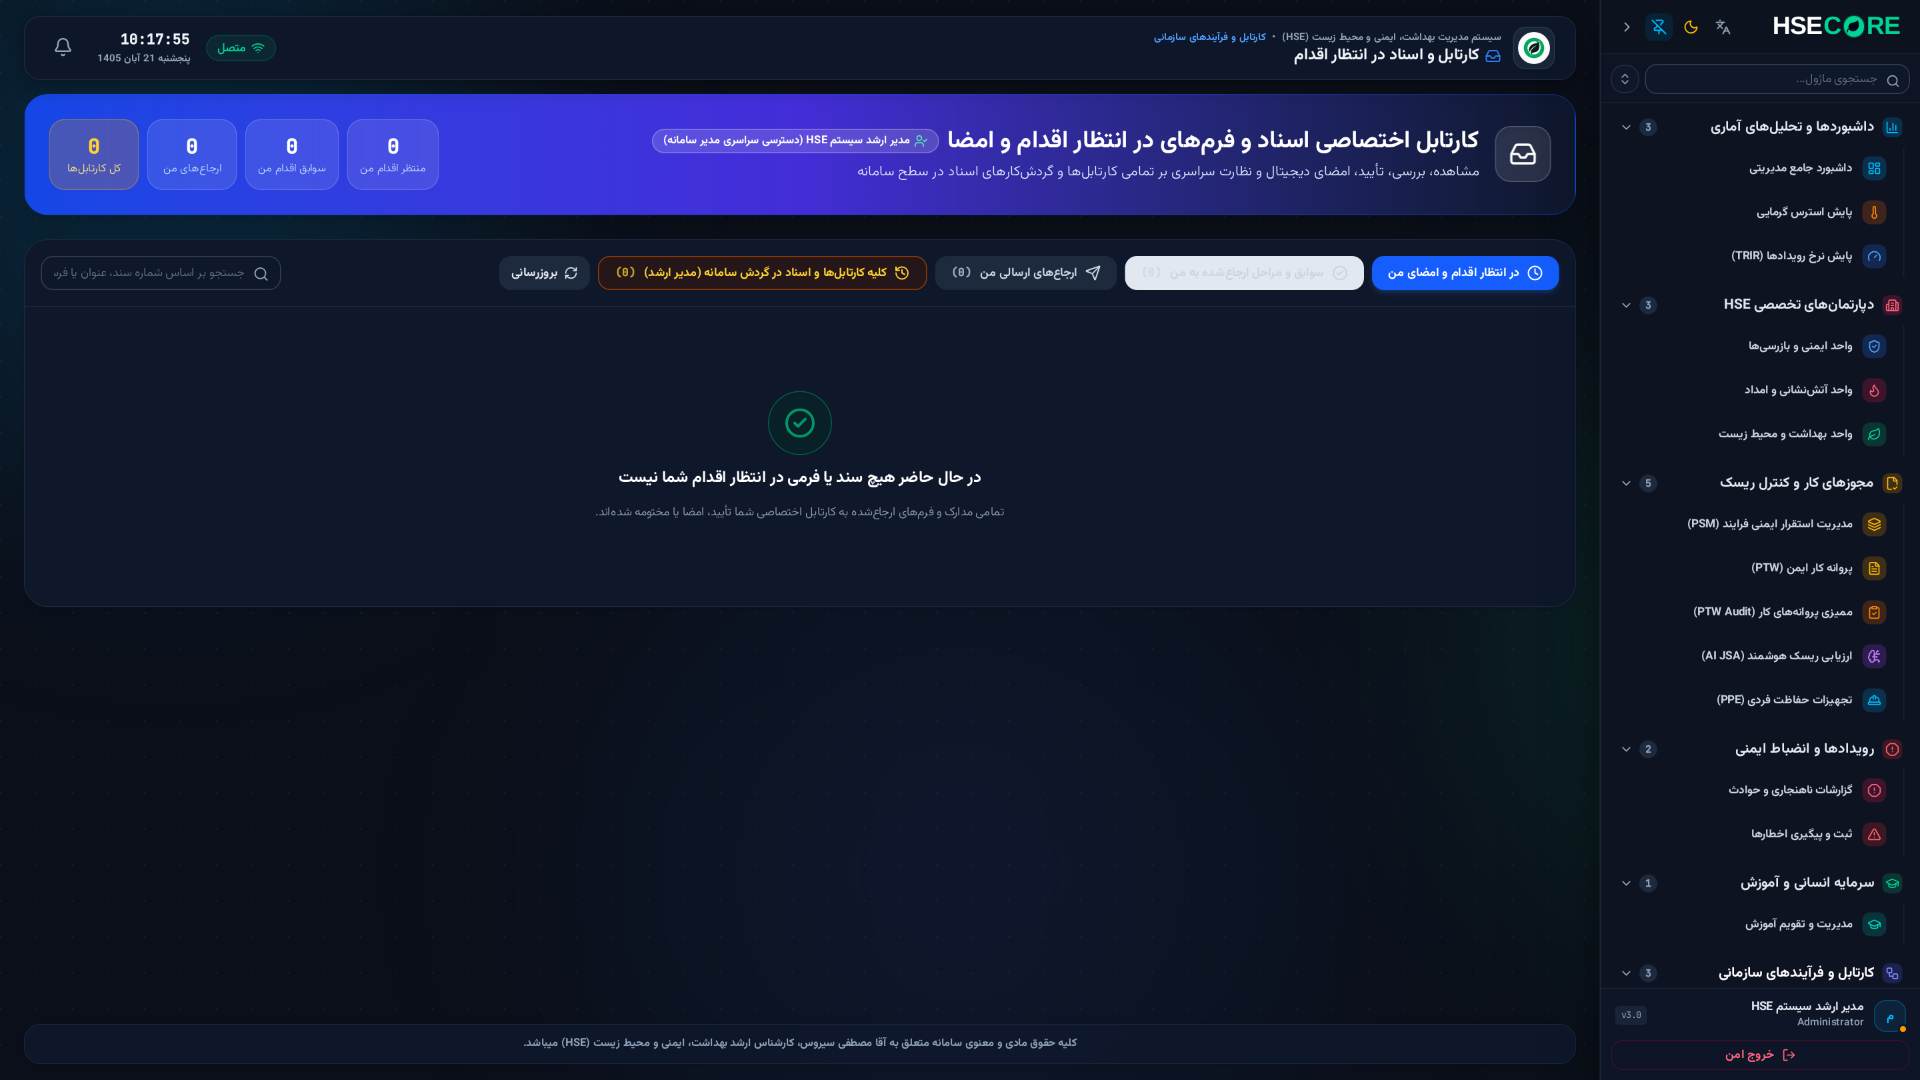 HSECORE
جستجوی ماژول...
داشبوردها و تحلیل‌های آماری
3
داشبورد جامع مدیریتی
پایش استرس گرمایی
پایش نرخ رویدادها (TRIR)
دپارتمان‌های تخصصی HSE
3
واحد ایمنی و بازرسی‌ها
واحد آتش‌نشانی و امداد
واحد بهداشت و محیط زیست
مجوزهای کار و کنترل ریسک
5
مدیریت استقرار ایمنی فرایند (PSM)
پروانه کار ایمن (PTW)
ممیزی پروانه‌های کار (PTW Audit)
ارزیابی ریسک هوشمند (AI JSA)
تجهیزات حفاظت فردی (PPE)
رویدادها و انضباط ایمنی
2
گزارشات ناهنجاری و حوادث
ثبت و پیگیری اخطارها
سرمایه انسانی و آموزش
1
مدیریت و تقویم آموزش
کارتابل و فرآیندهای سازمانی
3
م
مدیر ارشد سیستم HSE
Administrator
v3.0
خروج امن
سیستم مدیریت بهداشت، ایمنی و محیط زیست (HSE) • کارتابل و فرآیندهای سازمانی
کارتابل و اسناد در انتظار اقدام
متصل
10:17:55
پنجشنبه 21 آبان 1405
کارتابل اختصاصی اسناد و فرم‌های در انتظار اقدام و امضا
مدیر ارشد سیستم HSE (دسترسی سراسری مدیر سامانه)
مشاهده، بررسی، تأیید، امضای دیجیتال و نظارت سراسری بر تمامی کارتابل‌ها و گردش‌کارهای اسناد در سطح سامانه
0
منتظر اقدام من
0
سوابق اقدام من
0
ارجاع‌های من
0
کل کارتابل‌ها
در انتظار اقدام و امضای من
سوابق و مراحل ارجاع‌شده به من (0)
ارجاع‌های ارسالی من (0)
کلیه کارتابل‌ها و اسناد در گردش سامانه (مدیر ارشد) (0)
بروزرسانی
جستجو بر اساس شماره سند، عنوان یا فر
در حال حاضر هیچ سند یا فرمی در انتظار اقدام شما نیست
تمامی مدارک و فرم‌های ارجاع‌شده به کارتابل اختصاصی شما تأیید، امضا یا مختومه شده‌اند.
کلیه حقوق مادی و معنوی سامانه متعلق به آقا مصطفی سیروس، کارشناس ارشد بهداشت، ایمنی و محیط زیست (HSE) میباشد.